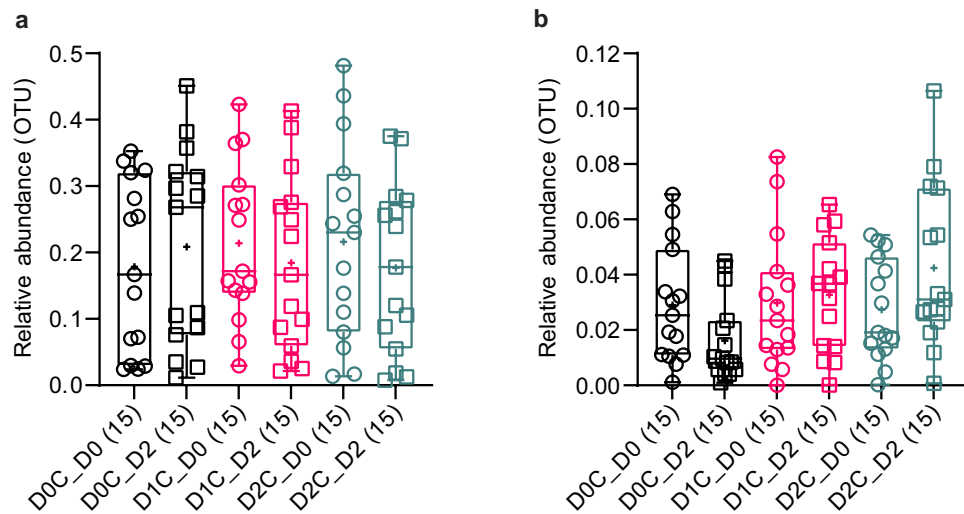 a
Relative abundance (OTU)
0.5
0.4
0.3
0.2
0.1
0.0
D0C_D0 (15)
D0C_D2 (15)
D1C_D0 (15)
D1C_D2 (15)
D2C_D0 (15)
D2C_D2 (15)
b
Relative abundance (OTU)
0.12
0.10
0.08
0.06
0.04
0.02
0.00
D0C_D0 (15)
D0C_D2 (15)
D1C_D0 (15)
D1C_D2 (15)
D2C_D0 (15)
D2C_D2 (15)